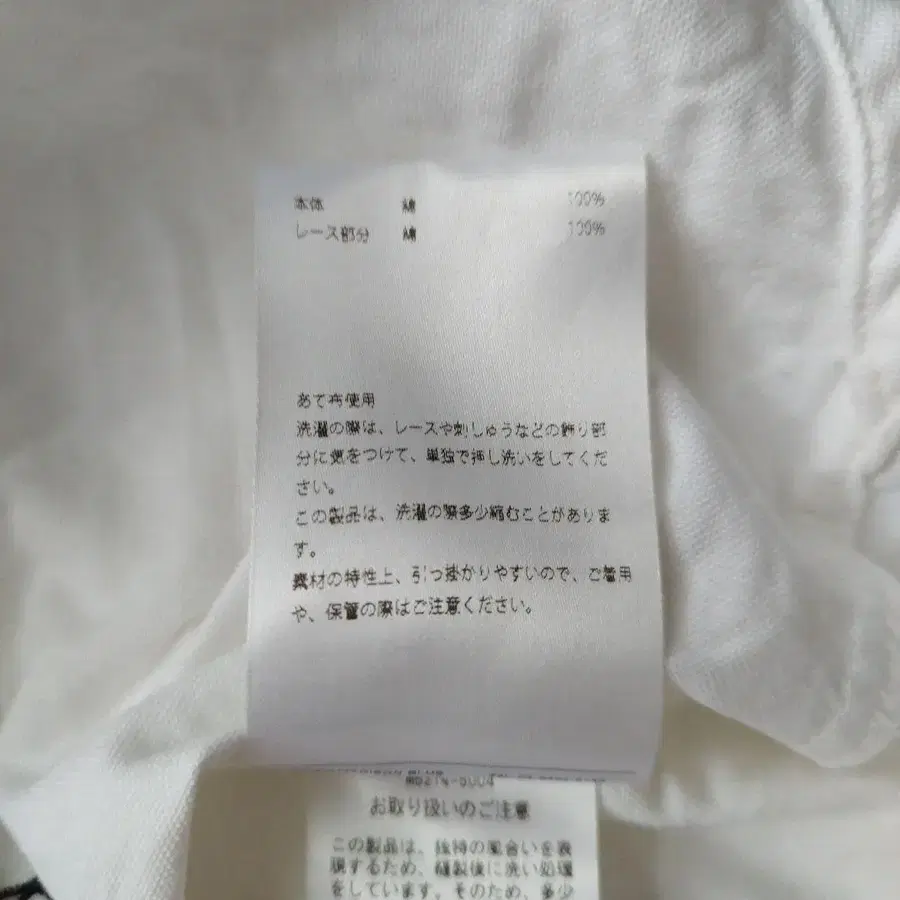 本体 綿 100%
レース部分 綿 100%
あて布使用
洗濯の際は、レースや刺しゅうなどの飾り部
分に気をつけて、単独で押し洗いをしてくだ
さい。
この製品は、洗濯の際多少縮むことがありま
す。
素材の特性上、引っ掛かりやすいので、ご着用
や、保管の際はご注意ください。
お取り扱いのご注意
この製品は、独特の風合いを表
現するため、縫製後に洗い処理
をしています。そのため、多少